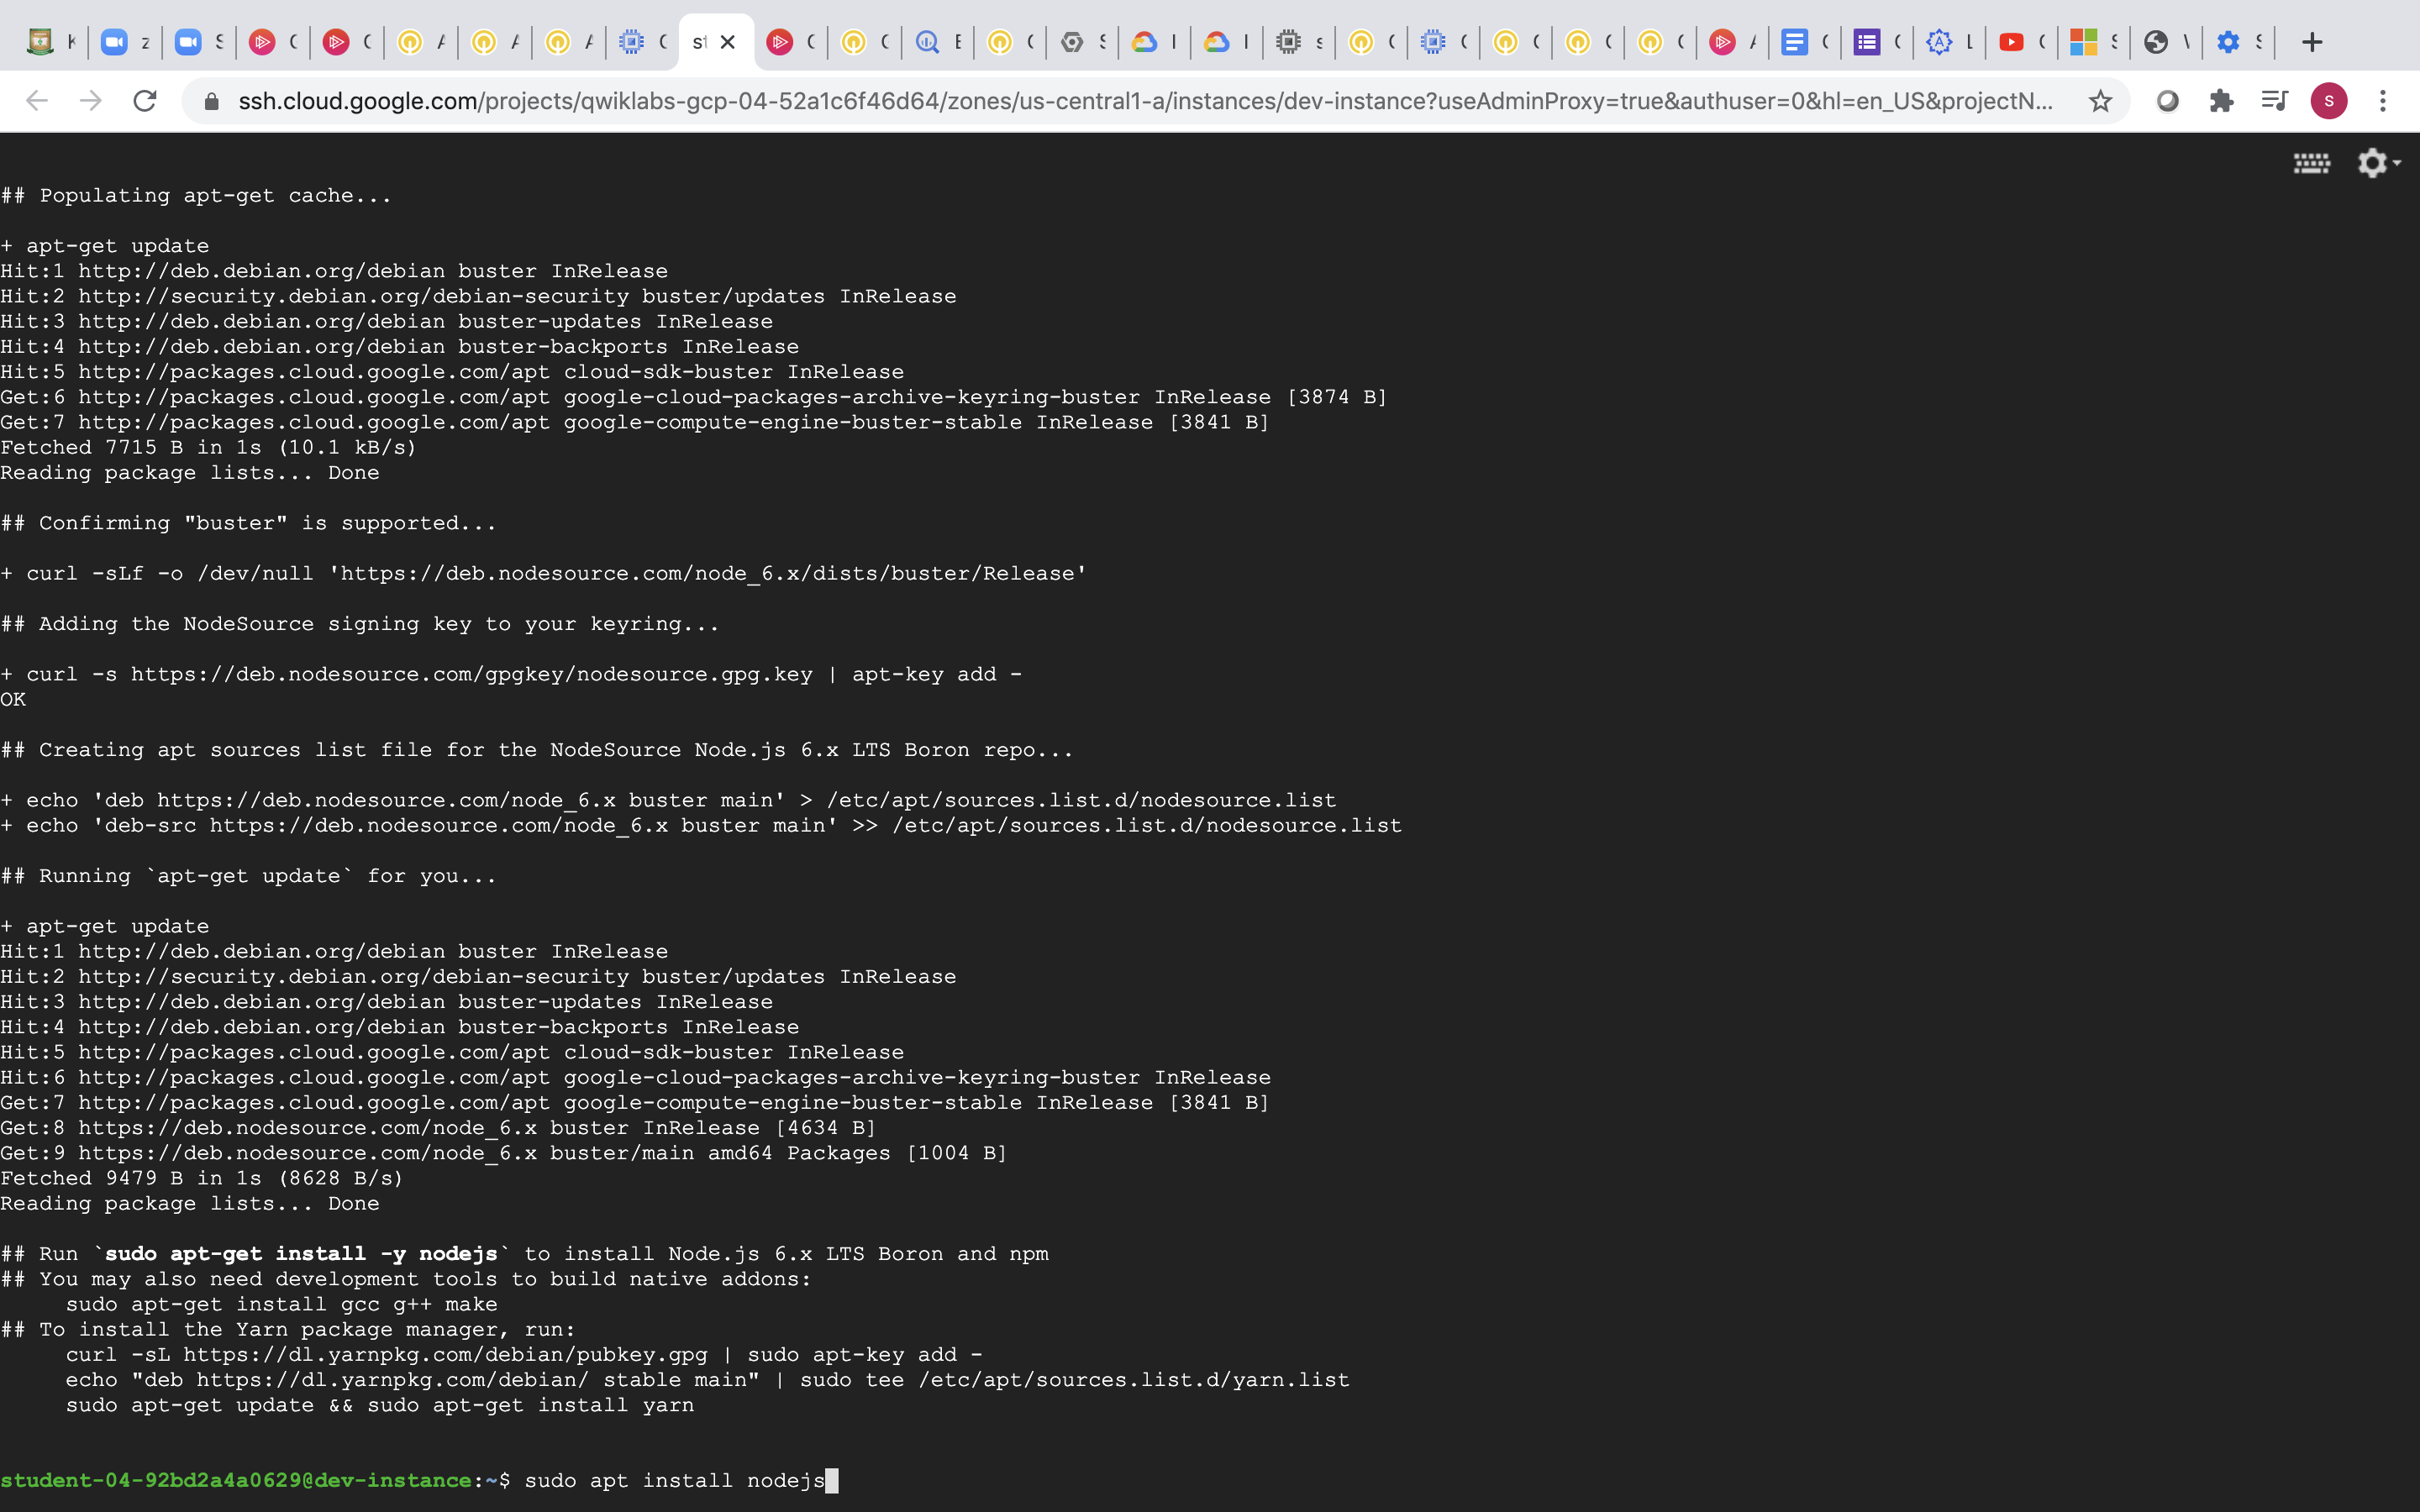 ssh.cloud.google.com/projects/qwiklabs-gcp-04-52a1c6f46d64/zones/us-central1-a/instances/dev-instance?useAdminProxy=true&authuser=0&hl=en_US&projectN...
S
## Populating apt-get cache...
+ apt-get update
Hit:1 http://deb.debian.org/debian buster InRelease
Hit:2 http://security.debian.org/debian-security buster/updates InRelease
Hit:3 http://deb.debian.org/debian buster-updates InRelease
Hit:4 http://deb.debian.org/debian buster-backports InRelease
Hit:5 http://packages.cloud.google.com/apt cloud-sdk-buster InRelease
Get:6 http://packages.cloud.google.com/apt google-cloud-packages-archive-keyring-buster InRelease [3874 B]
Get:7 http://packages.cloud.google.com/apt google-compute-engine-buster-stable InRelease [3841 B]
Fetched 7715 B in 1s (10.1 kB/s)
Reading package lists... Done
## Confirming "buster" is supported...
+ curl -sLf -o /dev/null 'https://deb.nodesource.com/node_6.x/dists/buster/Release'
## Adding the NodeSource signing key to your keyring...
+ curl -s https://deb.nodesource.com/gpgkey/nodesource.gpg.key | apt-key add -
OK
## Creating apt sources list file for the NodeSource Node.js 6.x LTS Boron repo...
+ echo 'deb https://deb.nodesource.com/node_6.x buster main' > /etc/apt/sources.list.d/nodesource.list
+ echo 'deb-src https://deb.nodesource.com/node_6.x buster main' >> /etc/apt/sources.list.d/nodesource.list
## Running `apt-get update` for you...
+ apt-get update
Hit:1 http://deb.debian.org/debian buster InRelease
Hit:2 http://security.debian.org/debian-security buster/updates InRelease
Hit:3 http://deb.debian.org/debian buster-updates InRelease
Hit:4 http://deb.debian.org/debian buster-backports InRelease
Hit:5 http://packages.cloud.google.com/apt cloud-sdk-buster InRelease
Hit:6 http://packages.cloud.google.com/apt google-cloud-packages-archive-keyring-buster InRelease
Get:7 http://packages.cloud.google.com/apt google-compute-engine-buster-stable InRelease [3841 B]
Get:8 https://deb.nodesource.com/node_6.x buster InRelease [4634 B]
Get:9 https://deb.nodesource.com/node_6.x buster/main amd64 Packages [1004 B]
Fetched 9479 B in 1s (8628 B/s)
Reading package lists... Done
## Run `sudo apt-get install -y nodejs` to install Node.js 6.x LTS Boron and npm
## You may also need development tools to build native addons:
sudo apt-get install gcc g++ make
## To install the Yarn package manager, run:
curl -sL https://dl.yarnpkg.com/debian/pubkey.gpg | sudo apt-key add -
echo "deb https://dl.yarnpkg.com/debian/ stable main" | sudo tee /etc/apt/sources.list.d/yarn.list
sudo apt-get update && sudo apt-get install yarn
student-04-92bd2a4a0629@dev-instance:~$ sudo apt install nodejs